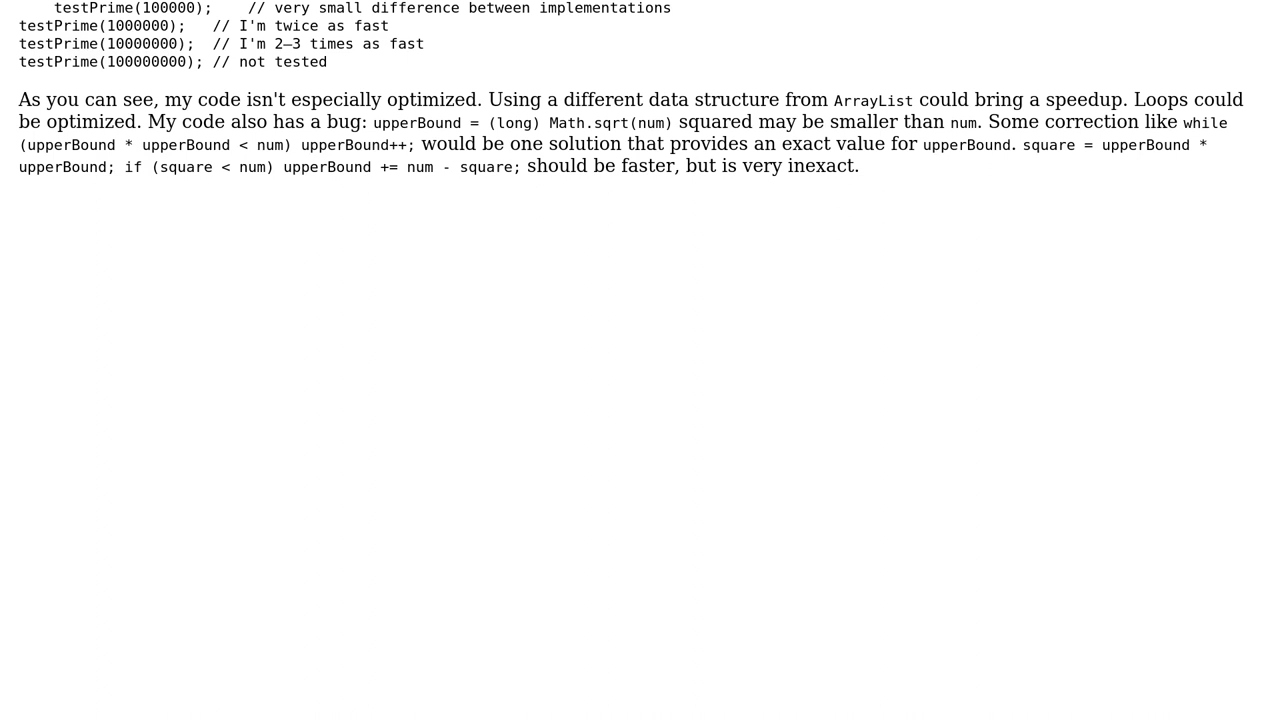 testPrime(100000);    // very small difference between implementations
testPrime(1000000);   // I'm twice as fast
testPrime(10000000);  // I'm 2–3 times as fast
testPrime(100000000); // not tested
As you can see, my code isn't especially optimized. Using a different data structure from ArrayList could bring a speedup. Loops could
be optimized. My code also has a bug: upperBound = (long) Math.sqrt(num) squared may be smaller than num. Some correction like while
(upperBound * upperBound < num) upperBound++; would be one solution that provides an exact value for upperBound. square = upperBound *
upperBound; if (square < num) upperBound += num - square; should be faster, but is very inexact.